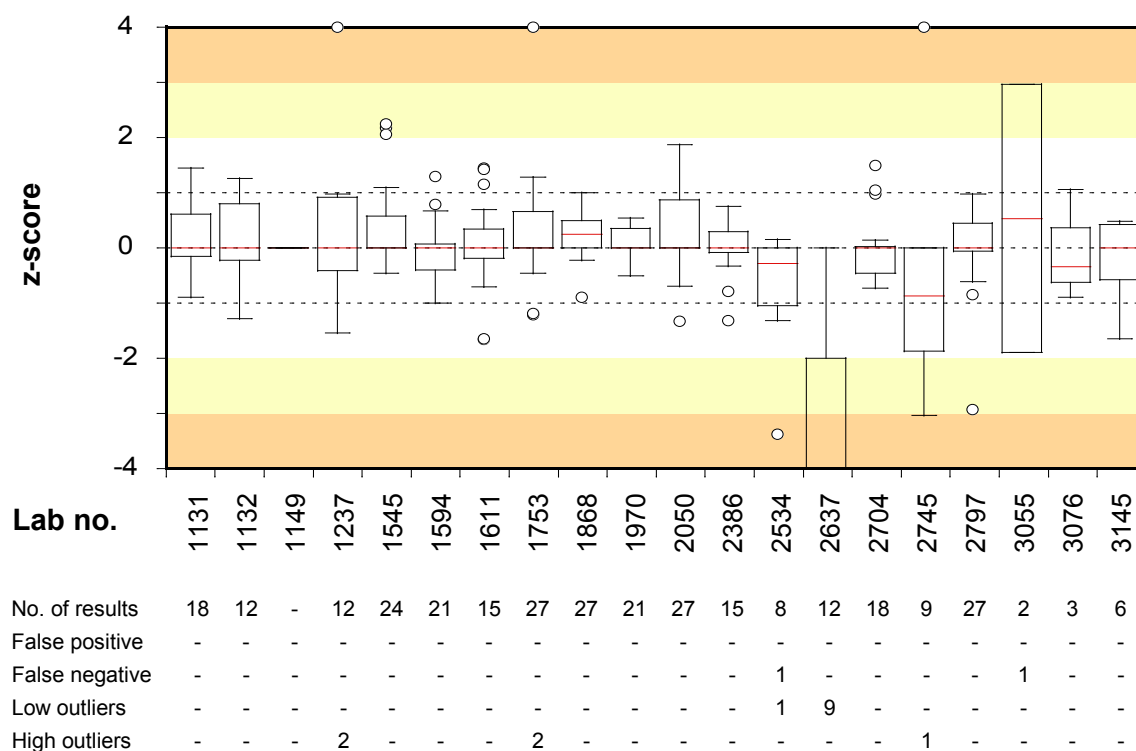 4
2
0
-2
-4
z-score
Lab no. 1131 1132 1149 1237 1545 1594 1611 1753 1868 1970 2050 2386 2534 2637 2704 2745 2797 3055 3076 3145
No. of results 18 12 - 12 24 21 15 27 27 21 27 15 8 12 18 9 27 2 3 6
False positive - - - - - - - - - - - - - - - - - - - -
False negative - - - - - - - - - - - - 1 - - - - 1 - -
Low outliers - - - - - - - - - - - - 1 9 - - - - - -
High outliers - - - 2 - - - 2 - - - - - - - 1 - - - -